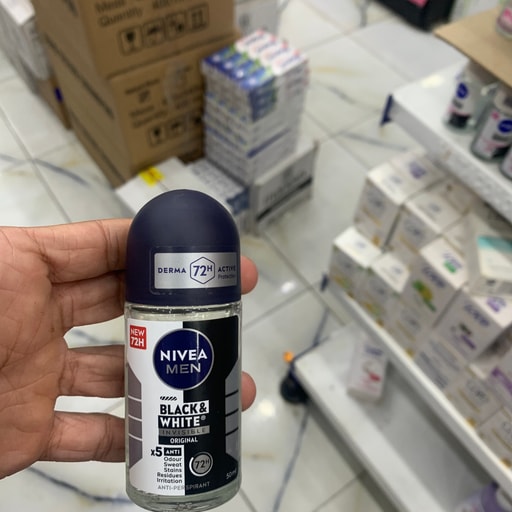 DERMA 72H ACTIVE
NEW
72H
NIVEA
MEN
BLACK&
WHITE®
INVISIBLE
ORIGINAL
x5 ANTI
Odour
Sweat
Stains
Residues
Irritation
72H
ANTI-PERSPIRANT
50ml